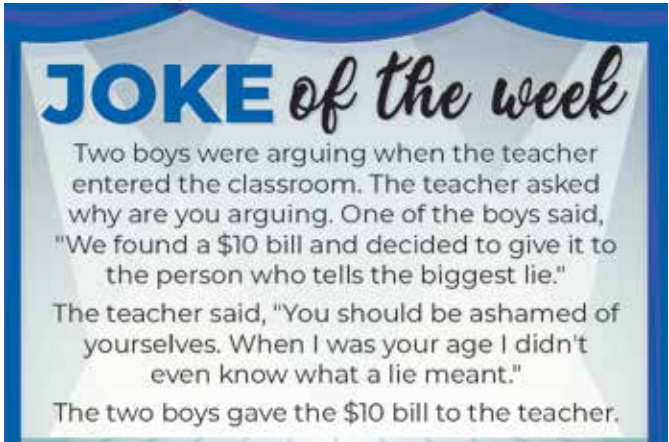 JOKE of the week
Two boys were arguing when the teacher
entered the classroom. The teacher asked
why are you arguing. One of the boys said,
"We found a $10 bill and decided to give it to
the person who tells the biggest lie."
The teacher said, "You should be ashamed of
yourselves. When I was your age I didn't
even know what a lie meant."
The two boys gave the $10 bill to the teacher.